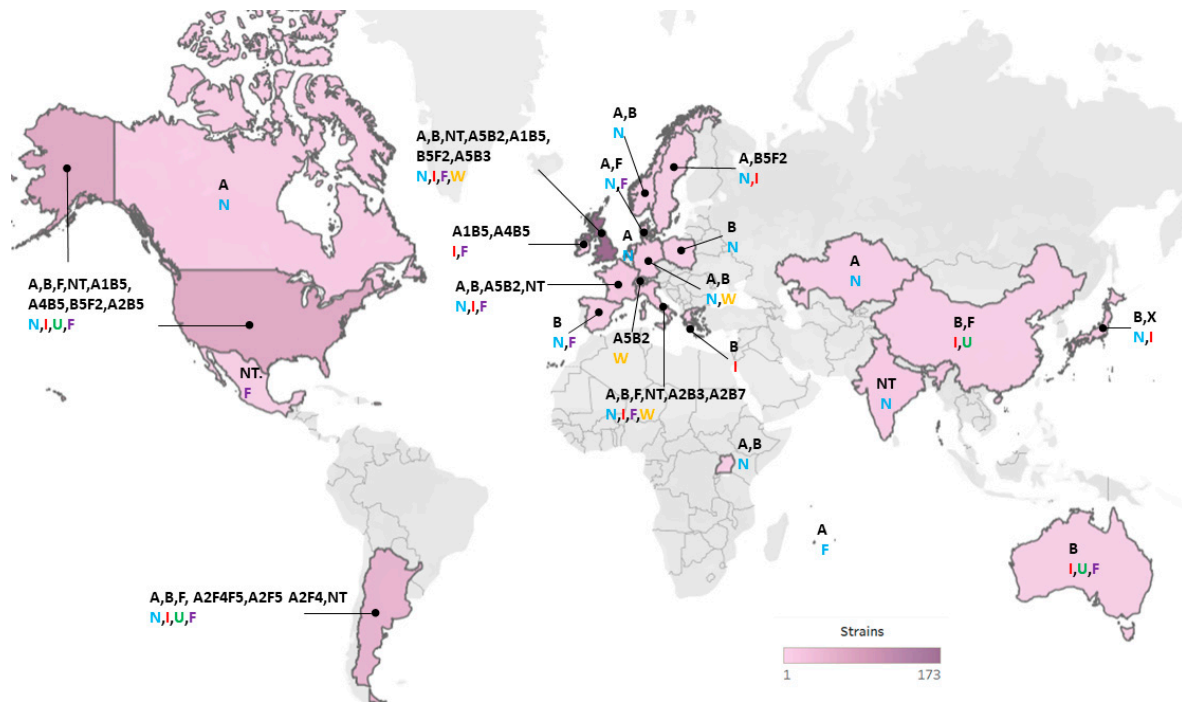 A,B
N
A,B,NT,A5B2,A1B5,
B5F2,A5B3
N,I,F,W
A,F
N,F
A,B5F2
N,I
A
N
A1B5,A4B5
I,F
A
N
B
N
A
N
A,B,F,NT,A1B5,
A4B5,B5F2,A2B5
N,I,U,F
A,B,A5B2,NT
N,I,F
A,B
N,W
B
N,F
A5B2
W
B
I
B,F
I,U
B,X
N,I
NT.
F
NT
N
A,B,F,NT,A2B3,A2B7
N,I,F,W
A,B
N
A
F
B
I,U,F
A,B,F, A2F4F5,A2F5 A2F4,NT
N,I,U,F
Strains
1 173